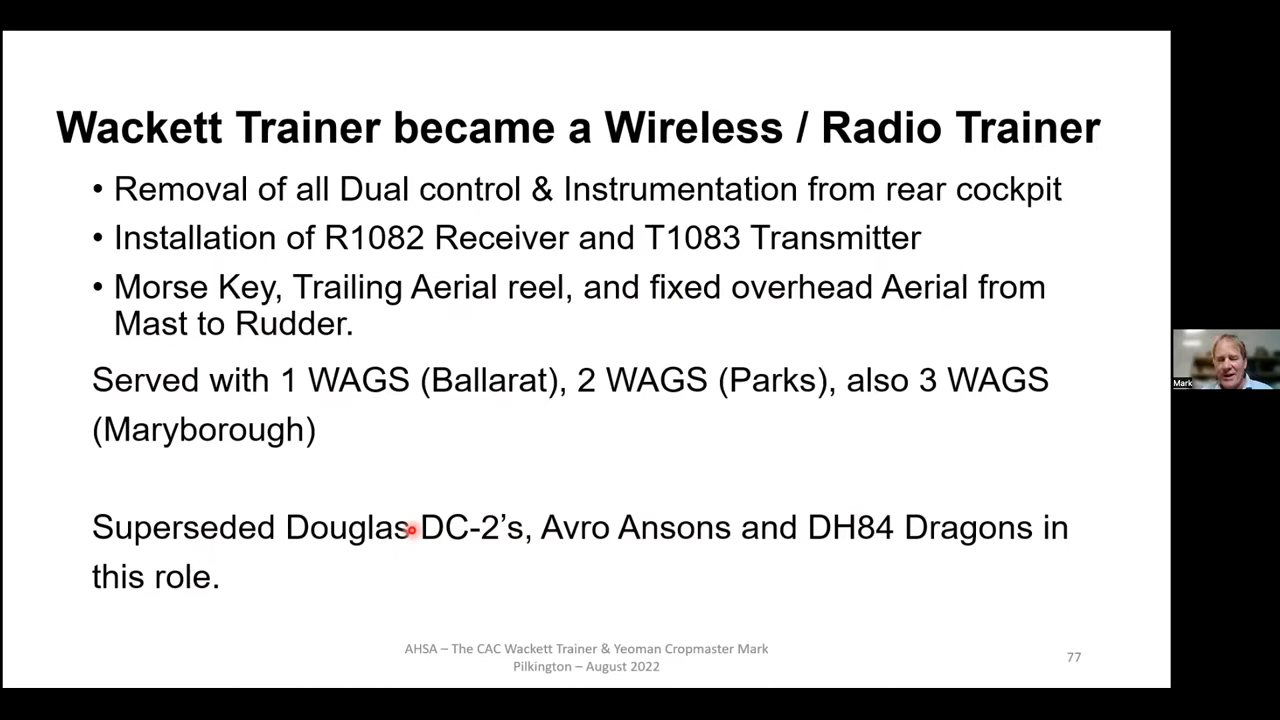 Wackett Trainer became a Wireless / Radio Trainer
• Removal of all Dual control & Instrumentation from rear cockpit
• Installation of R1082 Receiver and T1083 Transmitter
• Morse Key, Trailing Aerial reel, and fixed overhead Aerial from
Mast to Rudder.
Served with 1 WAGS (Ballarat), 2 WAGS (Parks), also 3 WAGS
(Maryborough)
Superseded Douglas DC-2’s, Avro Ansons and DH84 Dragons in
this role.
AHSA – The CAC Wackett Trainer & Yeoman Cropmaster Mark
Pilkington – August 2022
77
Mark